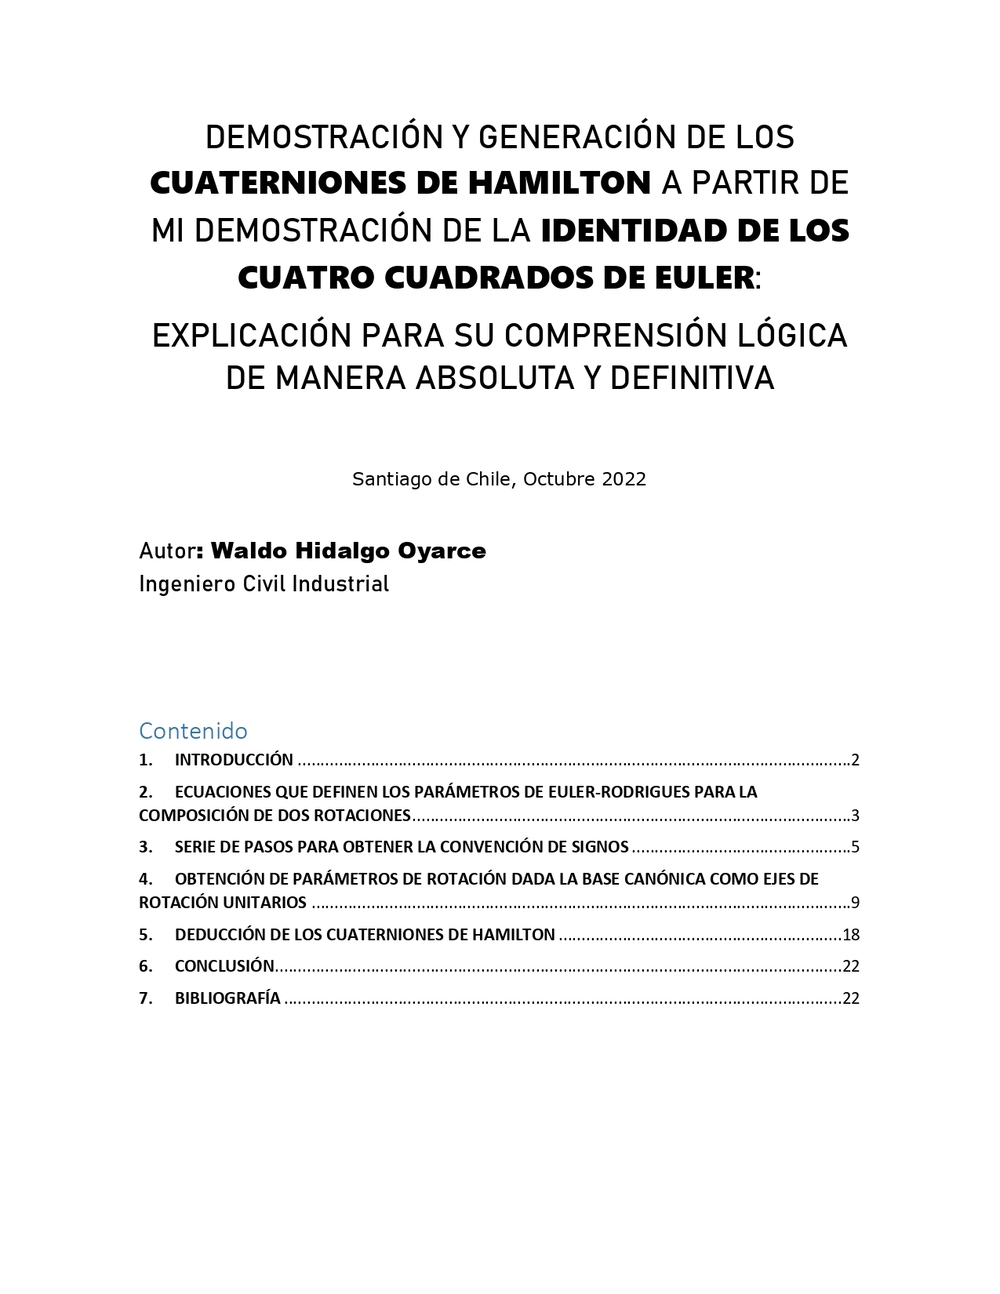 DEMOSTRACIÓN Y GENERACIÓN DE LOS
CUATERNIONES DE HAMILTON A PARTIR DE
MI DEMOSTRACIÓN DE LA IDENTIDAD DE LOS
CUATRO CUADRADOS DE EULER:
EXPLICACIÓN PARA SU COMPRENSIÓN LÓGICA
DE MANERA ABSOLUTA Y DEFINITIVA
Santiago de Chile, Octubre 2022
Autor: Waldo Hidalgo Oyarce
Ingeniero Civil Industrial
Contenido
1. INTRODUCCIÓN ........................................................ 2
2. ECUACIONES QUE DEFINEN LOS PARÁMETROS DE EULER-RODRIGUES PARA LA
COMPOSICIÓN DE DOS ROTACIONES........................................................ 3
3. SERIE DE PASOS PARA OBTENER LA CONVENCIÓN DE SIGNOS ........................................................ 5
4. OBTENCIÓN DE PARÁMETROS DE ROTACIÓN DADA LA BASE CANÓNICA COMO EJES DE
ROTACIÓN UNITARIOS ........................................................ 9
5. DEDUCCIÓN DE LOS CUATERNIONES DE HAMILTON ........................................................ 18
6. CONCLUSIÓN........................................................ 22
7. BIBLIOGRAFÍA ........................................................ 22